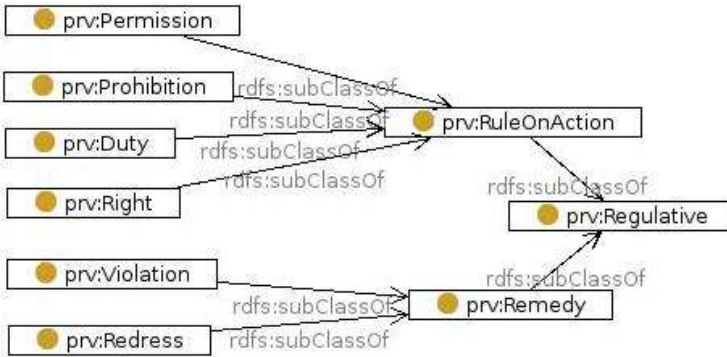 prv:Permission
prv:Prohibition
rdfs:subClassOf
prv:RuleOnAction
rdfs:subClassOf
prv:Duty
rdfs:subClassOf
rdfs:subClassOf
rdfs:subClassOf
prv:Right
prv:Regulative
prv:Violation
rdfs:subClassOf
rdfs:subClassOf
prv:Remedy
prv:Redress
rdfs:subClassOf